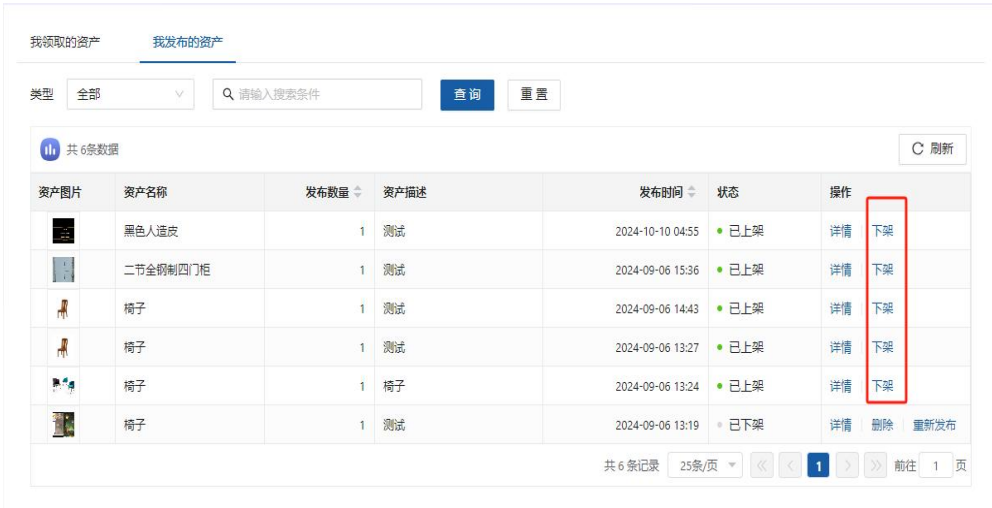 我领取的资产 我发布的资产
类型 全部 请输入搜索条件 查询 重置
共 6条数据 刷新
资产图片 资产名称 发布数量 资产描述 发布时间 状态 操作
黑色人造皮 1 测试 2024-10-10 04:55 已上架 详情 下架
二节全钢制四门柜 1 测试 2024-09-06 15:36 已上架 详情 下架
椅子 1 测试 2024-09-06 14:43 已上架 详情 下架
椅子 1 测试 2024-09-06 13:27 已上架 详情 下架
椅子 1 椅子 2024-09-06 13:24 已上架 详情 下架
椅子 1 测试 2024-09-06 13:19 已下架 详情 删除 重新发布
共 6 条记录 25条/页 1 前往 1 页